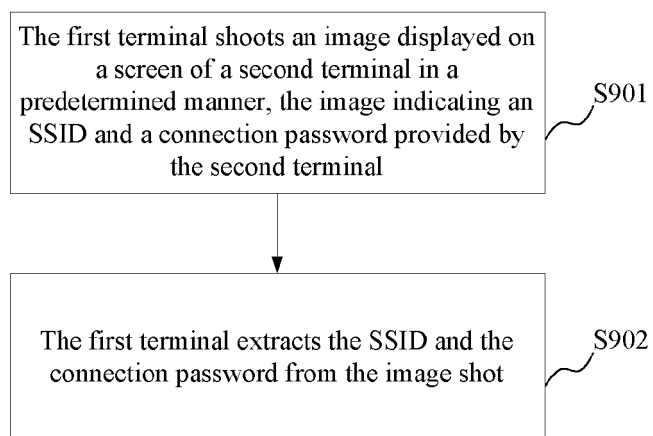 The first terminal shoots an image displayed on
a screen of a second terminal in a
predetermined manner, the image indicating an
SSID and a connection password provided by
the second terminal
S901
The first terminal extracts the SSID and the
connection password from the image shot
S902